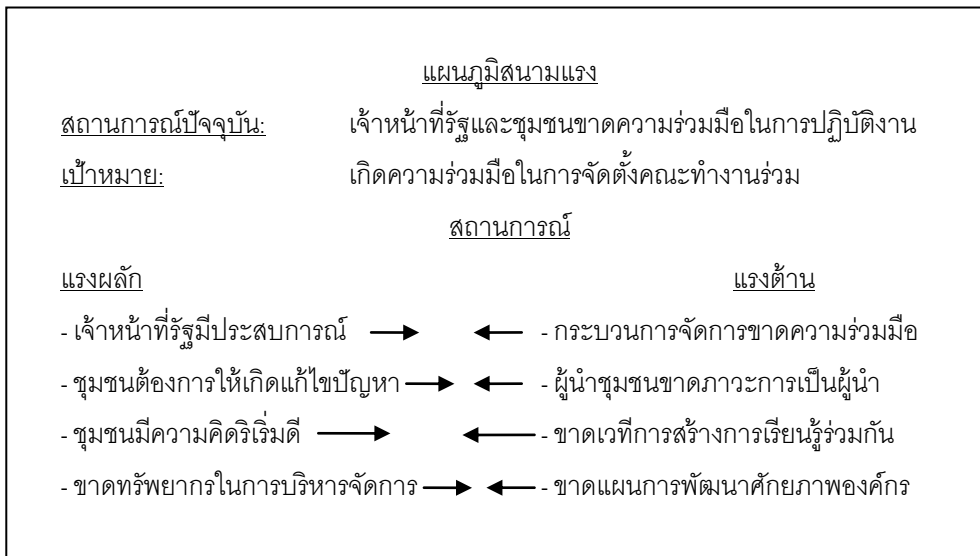 แผนภูมิสนามแรง
สถานการณ์ปัจจุบัน: เจ้าหน้าที่รัฐและชุมชนขาดความร่วมมือในการปฏิบัติงาน
เป้าหมาย: เกิดความร่วมมือในการจัดตั้งคณะทำงานร่วม
สถานการณ์
แรงผลัก แรงต้าน
- เจ้าหน้าที่รัฐมีประสบการณ์ - กระบวนการจัดการขาดความร่วมมือ
- ชุมชนต้องการให้เกิดแก้ไขปัญหา - ผู้นำชุมชนขาดภาวะการเป็นผู้นำ
- ชุมชนมีความคิดริเริ่มดี - ขาดเวทีการสร้างการเรียนรู้ร่วมกัน
- ขาดทรัพยากรในการบริหารจัดการ - ขาดแผนการพัฒนาศักยภาพองค์กร